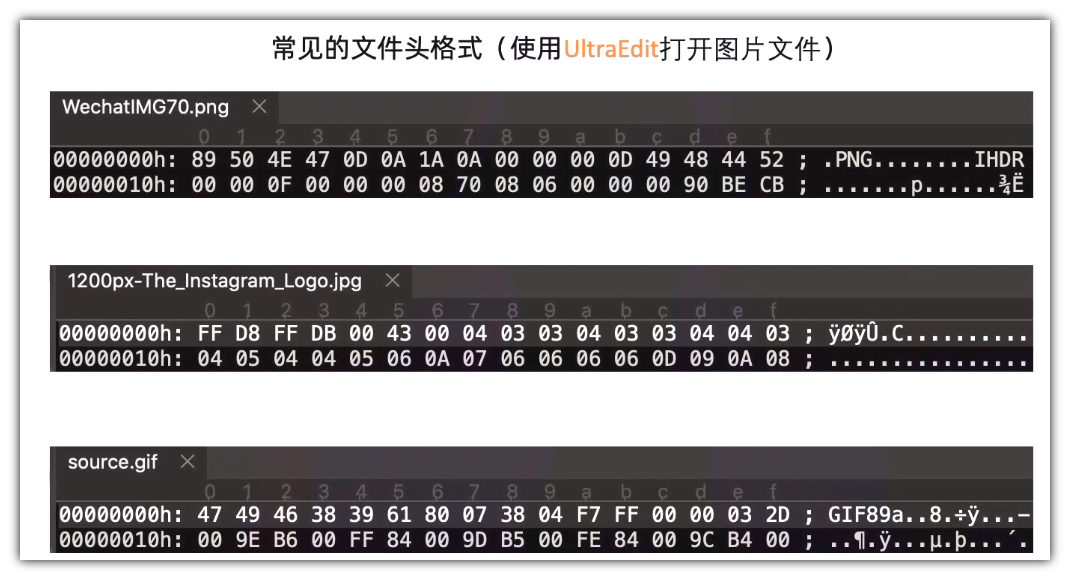 常见的文件头格式（使用UltraEdit打开图片文件）
WechatIMG70.png ×
0 1 2 3 4 5 6 7 8 9 a b c d e f
00000000h: 89 50 4E 47 0D 0A 1A 0A 00 00 00 0D 49 48 44 52 ; .PNG........IHDR
00000010h: 00 00 0F 00 00 00 08 70 08 06 00 00 00 90 BE CB ; .......p......¾Ë
1200px-The_Instagram_Logo.jpg ×
0 1 2 3 4 5 6 7 8 9 a b c d e f
00000000h: FF D8 FF DB 00 43 00 04 03 03 04 03 03 04 04 03 ; ÿØÿÛ.C..........
00000010h: 04 05 04 04 05 06 0A 07 06 06 06 06 0D 09 0A 08 ; ................
source.gif ×
0 1 2 3 4 5 6 7 8 9 a b c d e f
00000000h: 47 49 46 38 39 61 80 07 38 04 F7 FF 00 00 03 2D ; GIF89a..8.÷ÿ...-
00000010h: 00 9E B6 00 FF 84 00 9D B5 00 FE 84 00 9C B4 00 ; ..¶.ÿ...µ.þ...´.